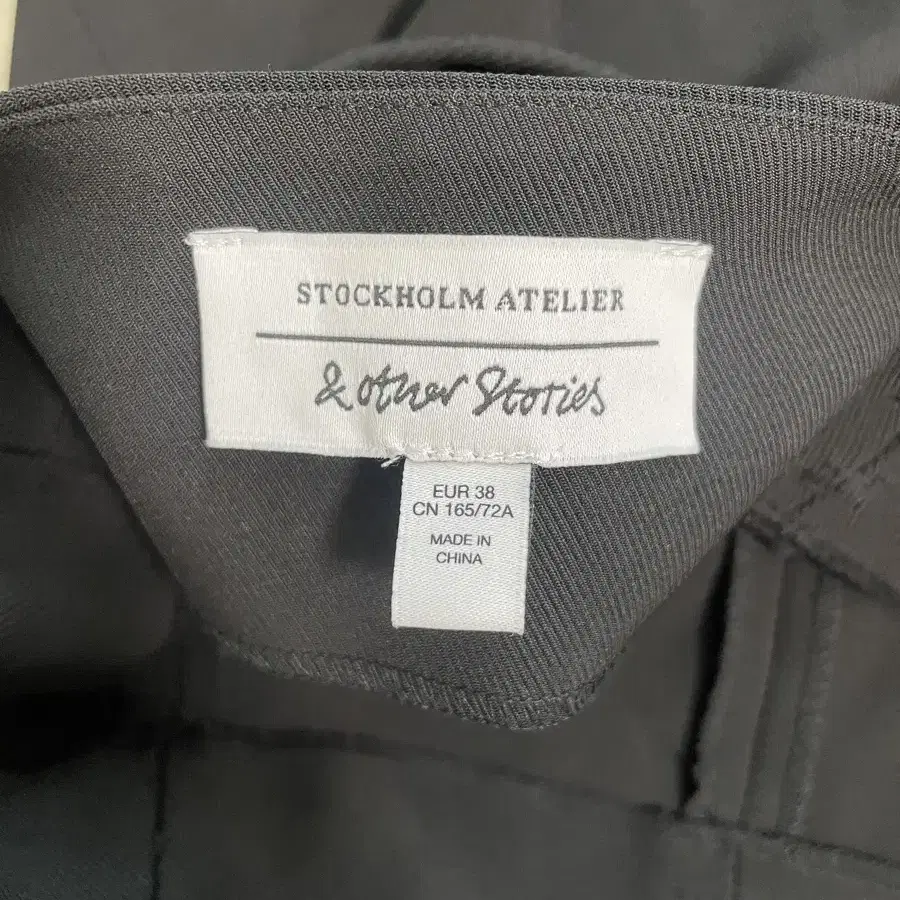 STOCKHOLM ATELIER
& other Stories
EUR 38
CN 165/72A
MADE IN
CHINA